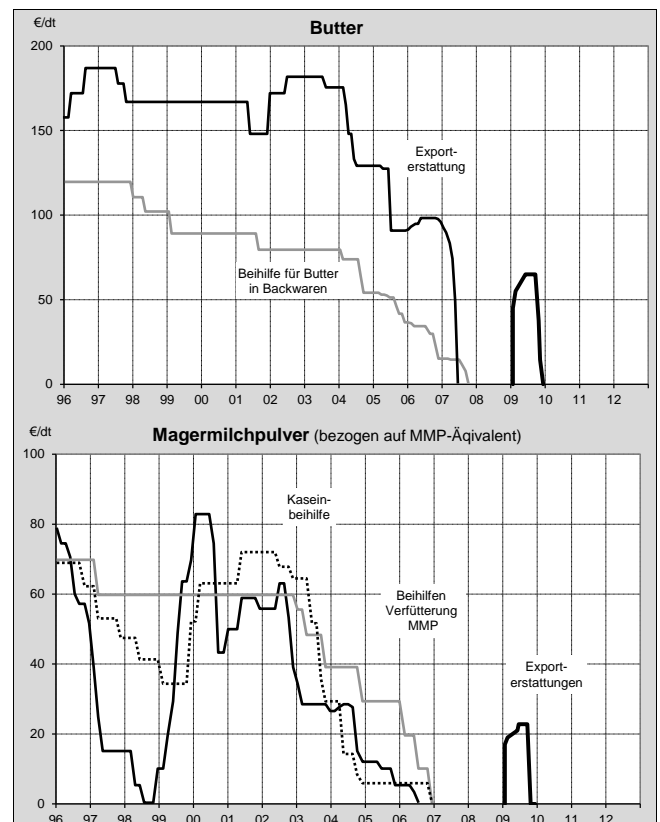 €/dt
Butter
200
150
100
50
0
Export-
erstattung
Beihilfe für Butter
in Backwaren
96 97 98 99 00 01 02 03 04 05 06 07 08 09 10 11 12
€/dt
Magermilchpulver (bezogen auf MMP-Äqivalent)
100
80
60
40
20
0
Kasein-
beihilfe
Beihilfen
Verfütterung
MMP
Export-
erstattungen
96 97 98 99 00 01 02 03 04 05 06 07 08 09 10 11 12